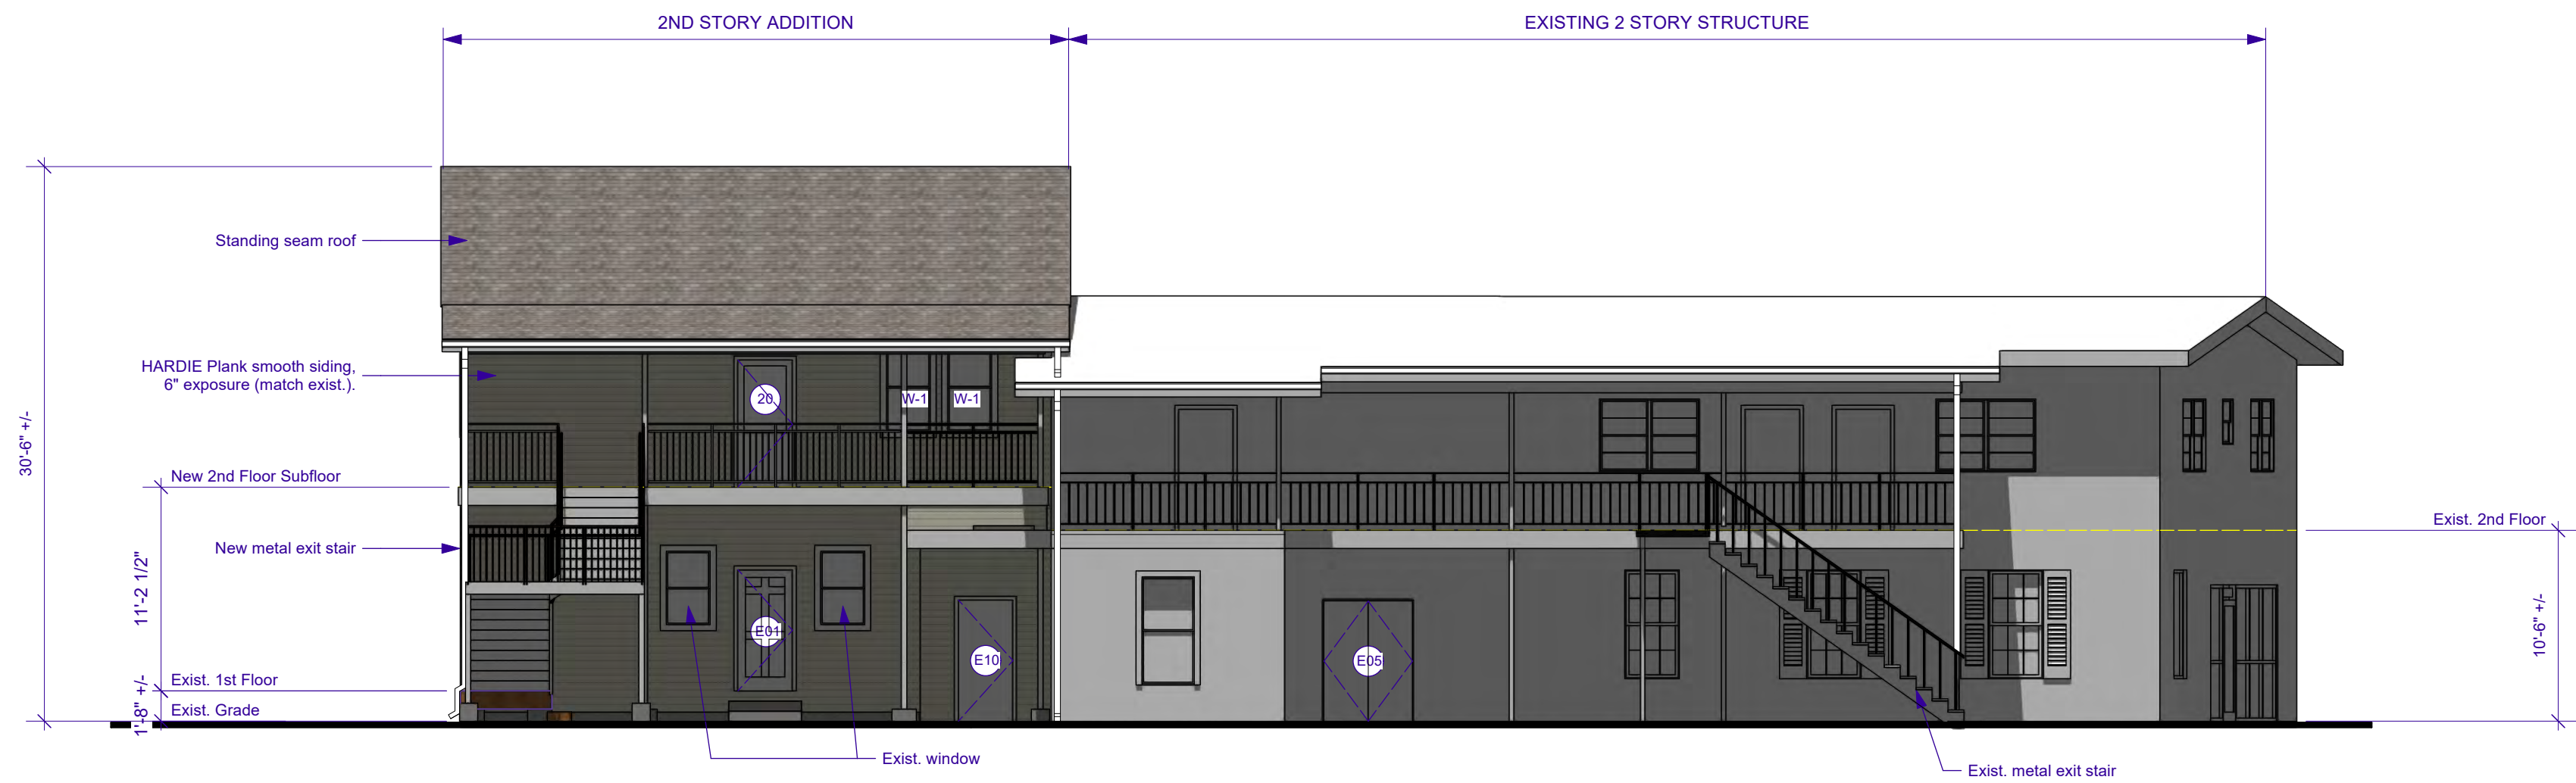 2ND STORY ADDITION
EXISTING 2 STORY STRUCTURE
Standing seam roof
HARDIE Plank smooth siding,
6" exposure (match exist.).
30'-6" +/-
20
W-1
W-1
New 2nd Floor Subfloor
Exist. 2nd Floor
New metal exit stair
11'-2 1/2"
10'-6" +/-
E01
E10
E05
Exist. 1st Floor
1'-8" +/-
Exist. Grade
Exist. window
Exist. metal exit stair